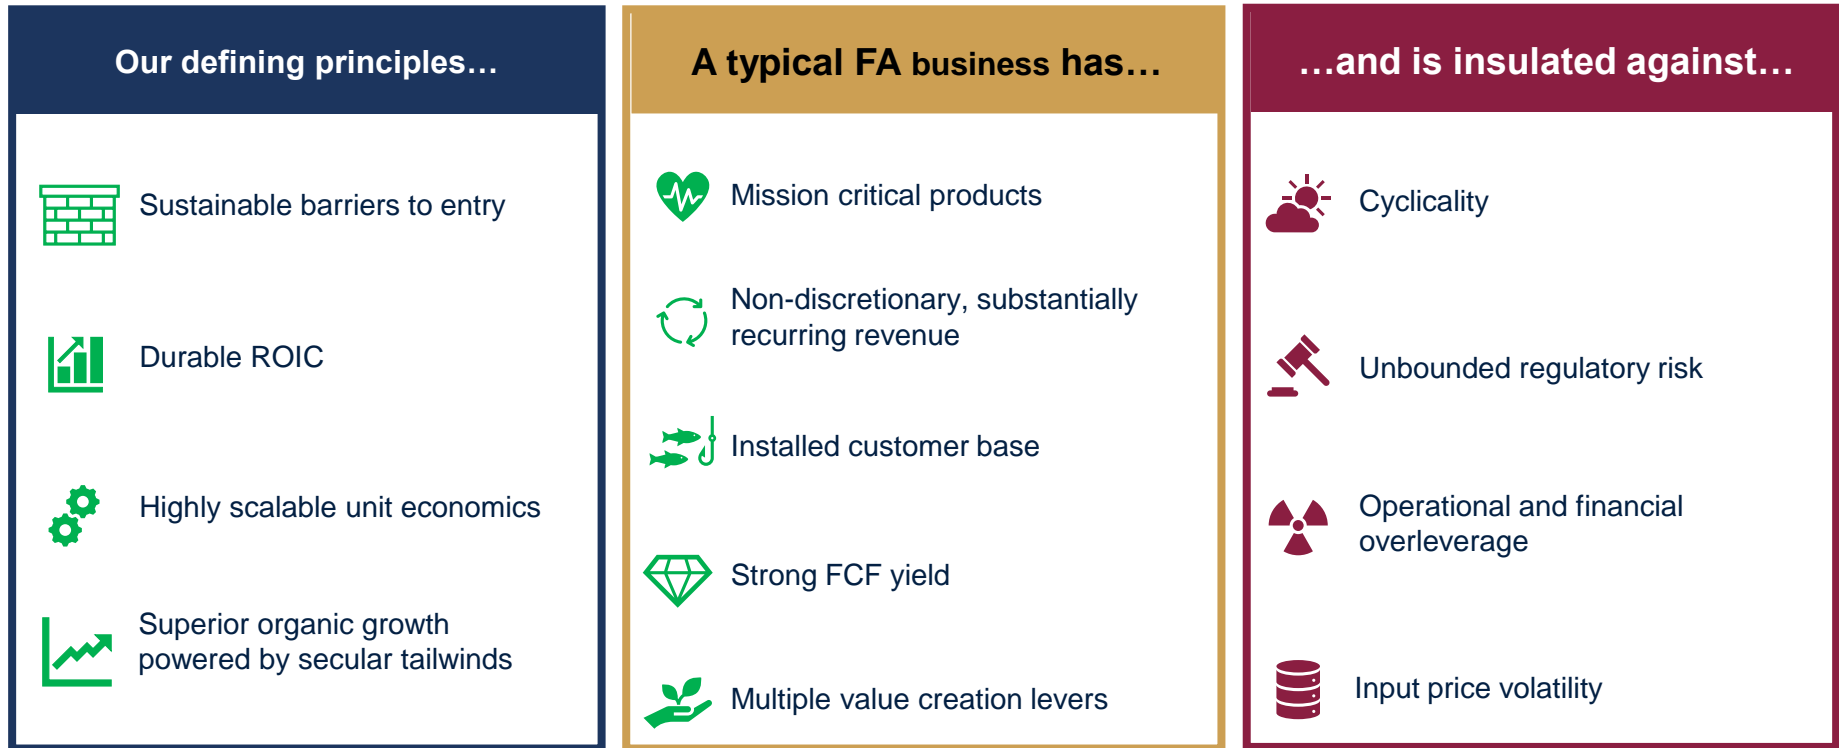 Our defining principles…
Sustainable barriers to entry
Durable ROIC
Highly scalable unit economics
Superior organic growth
powered by secular tailwinds
A typical FA business has…
Mission critical products
Non-discretionary, substantially
recurring revenue
Installed customer base
Strong FCF yield
Multiple value creation levers
…and is insulated against…
Cyclicality
Unbounded regulatory risk
Operational and financial
overleverage
Input price volatility